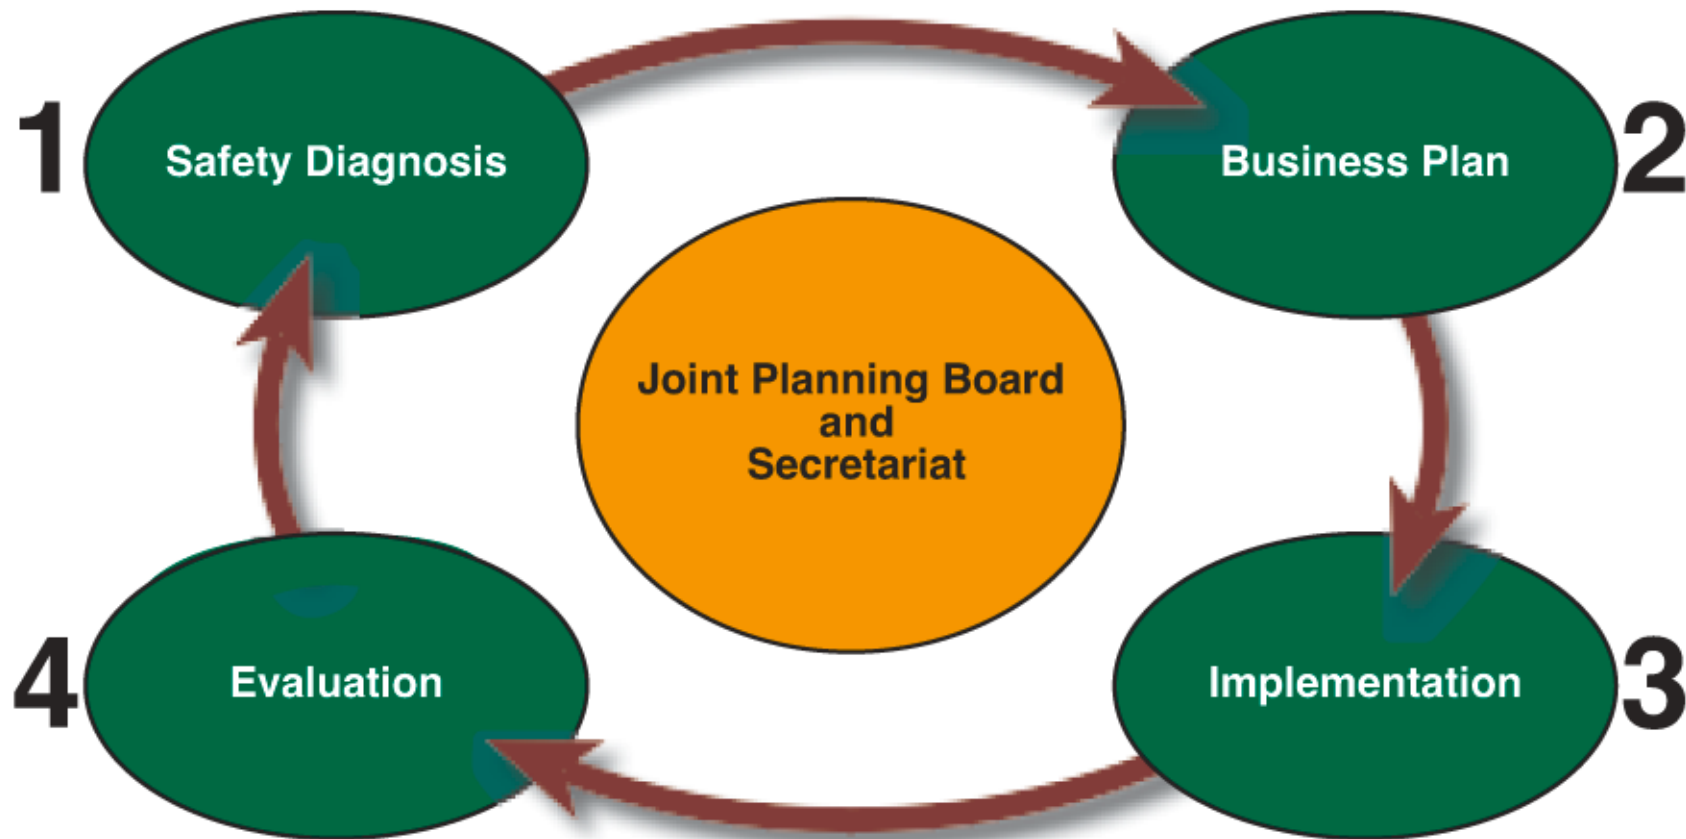 1
Safety Diagnosis
Business Plan
2
Joint Planning Board
and
Secretariat
4
Evaluation
Implementation
3